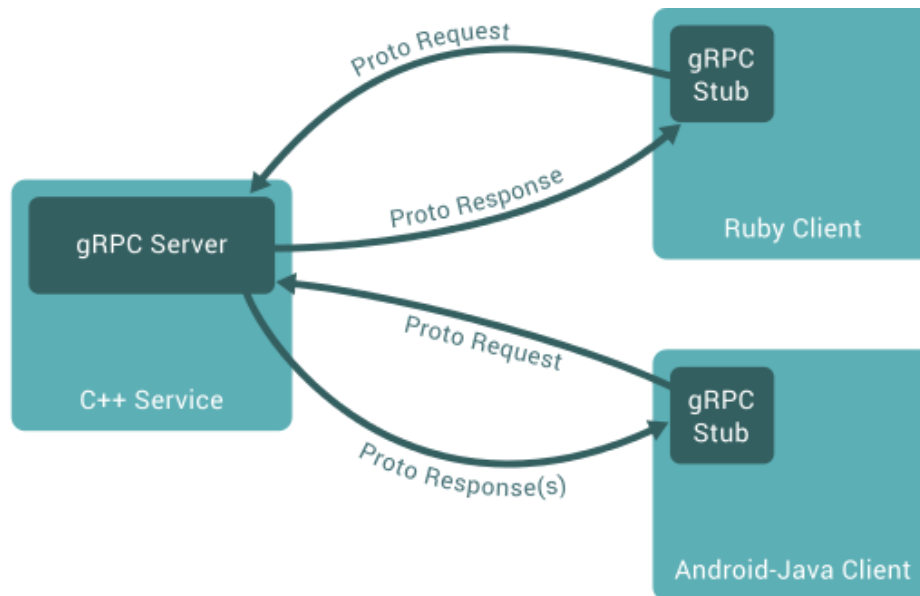 Proto Request
gRPC
Stub
Ruby Client
Proto Response
gRPC Server
C++ Service
Proto Request
gRPC
Stub
Proto Response(s)
Android-Java Client